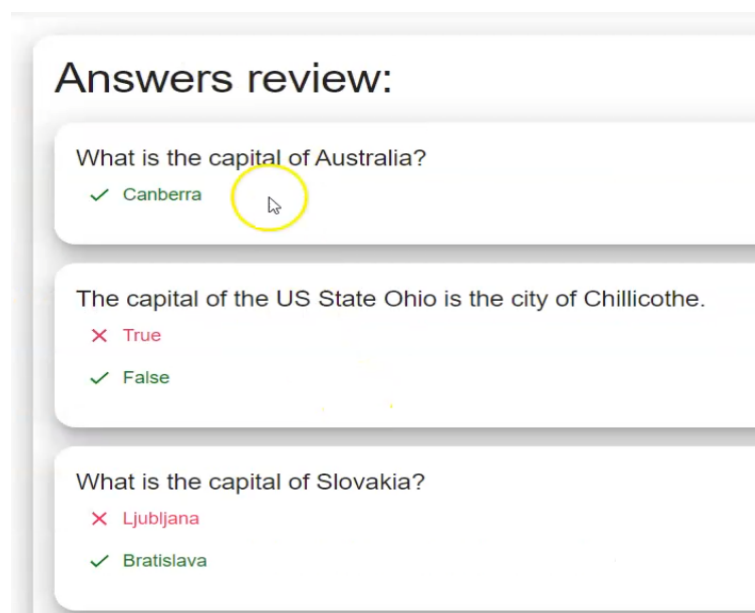 Answers review:
What is the capital of Australia?
Canberra
The capital of the US State Ohio is the city of Chillicothe.
True
False
What is the capital of Slovakia?
Ljubljana
Bratislava